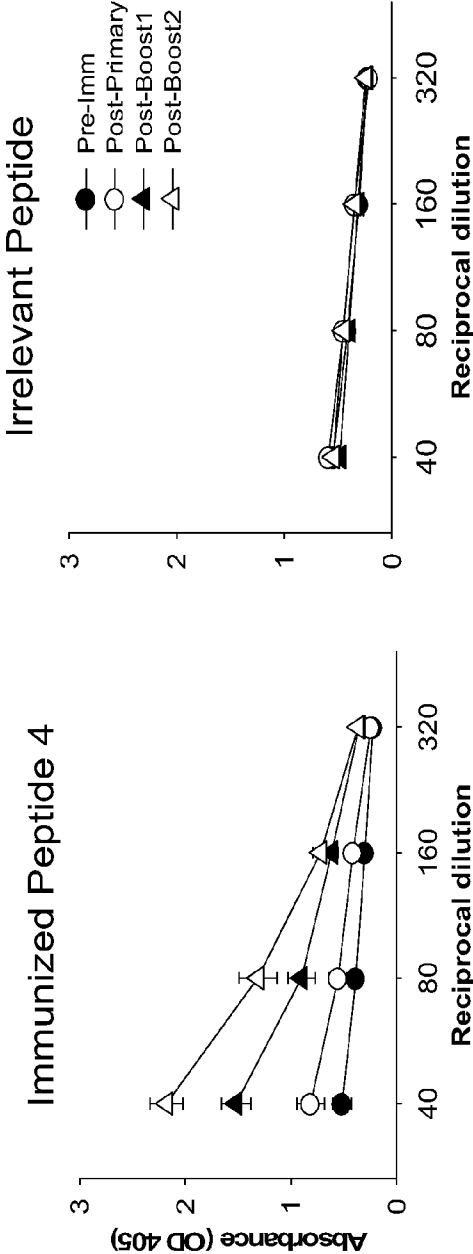 Immunized Peptide 4
Absorbance (OD 405)
3
2
1
0
40 80 160 320
Reciprocal dilution
Irrelevant Peptide
Pre-Imm
Post-Primary
Post-Boost1
Post-Boost2
3
2
1
0
40 80 160 320
Reciprocal dilution